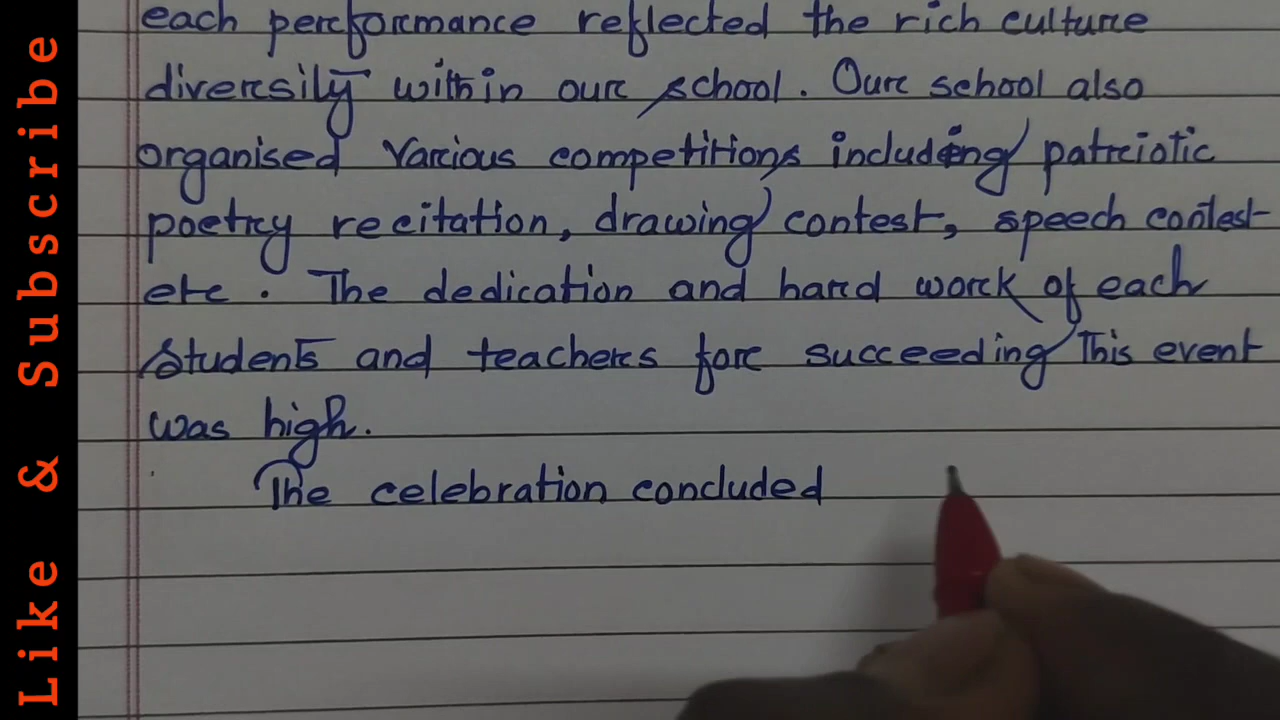 Like & Subscribe
each performance reflected the rich culture
diversity within our school. Our school also
organised various competitions including patriotic
poetry recitation, drawing contest, speech contest
etc. The dedication and hard work of each
students and teachers for succeeding This event
was high.
The celebration concluded